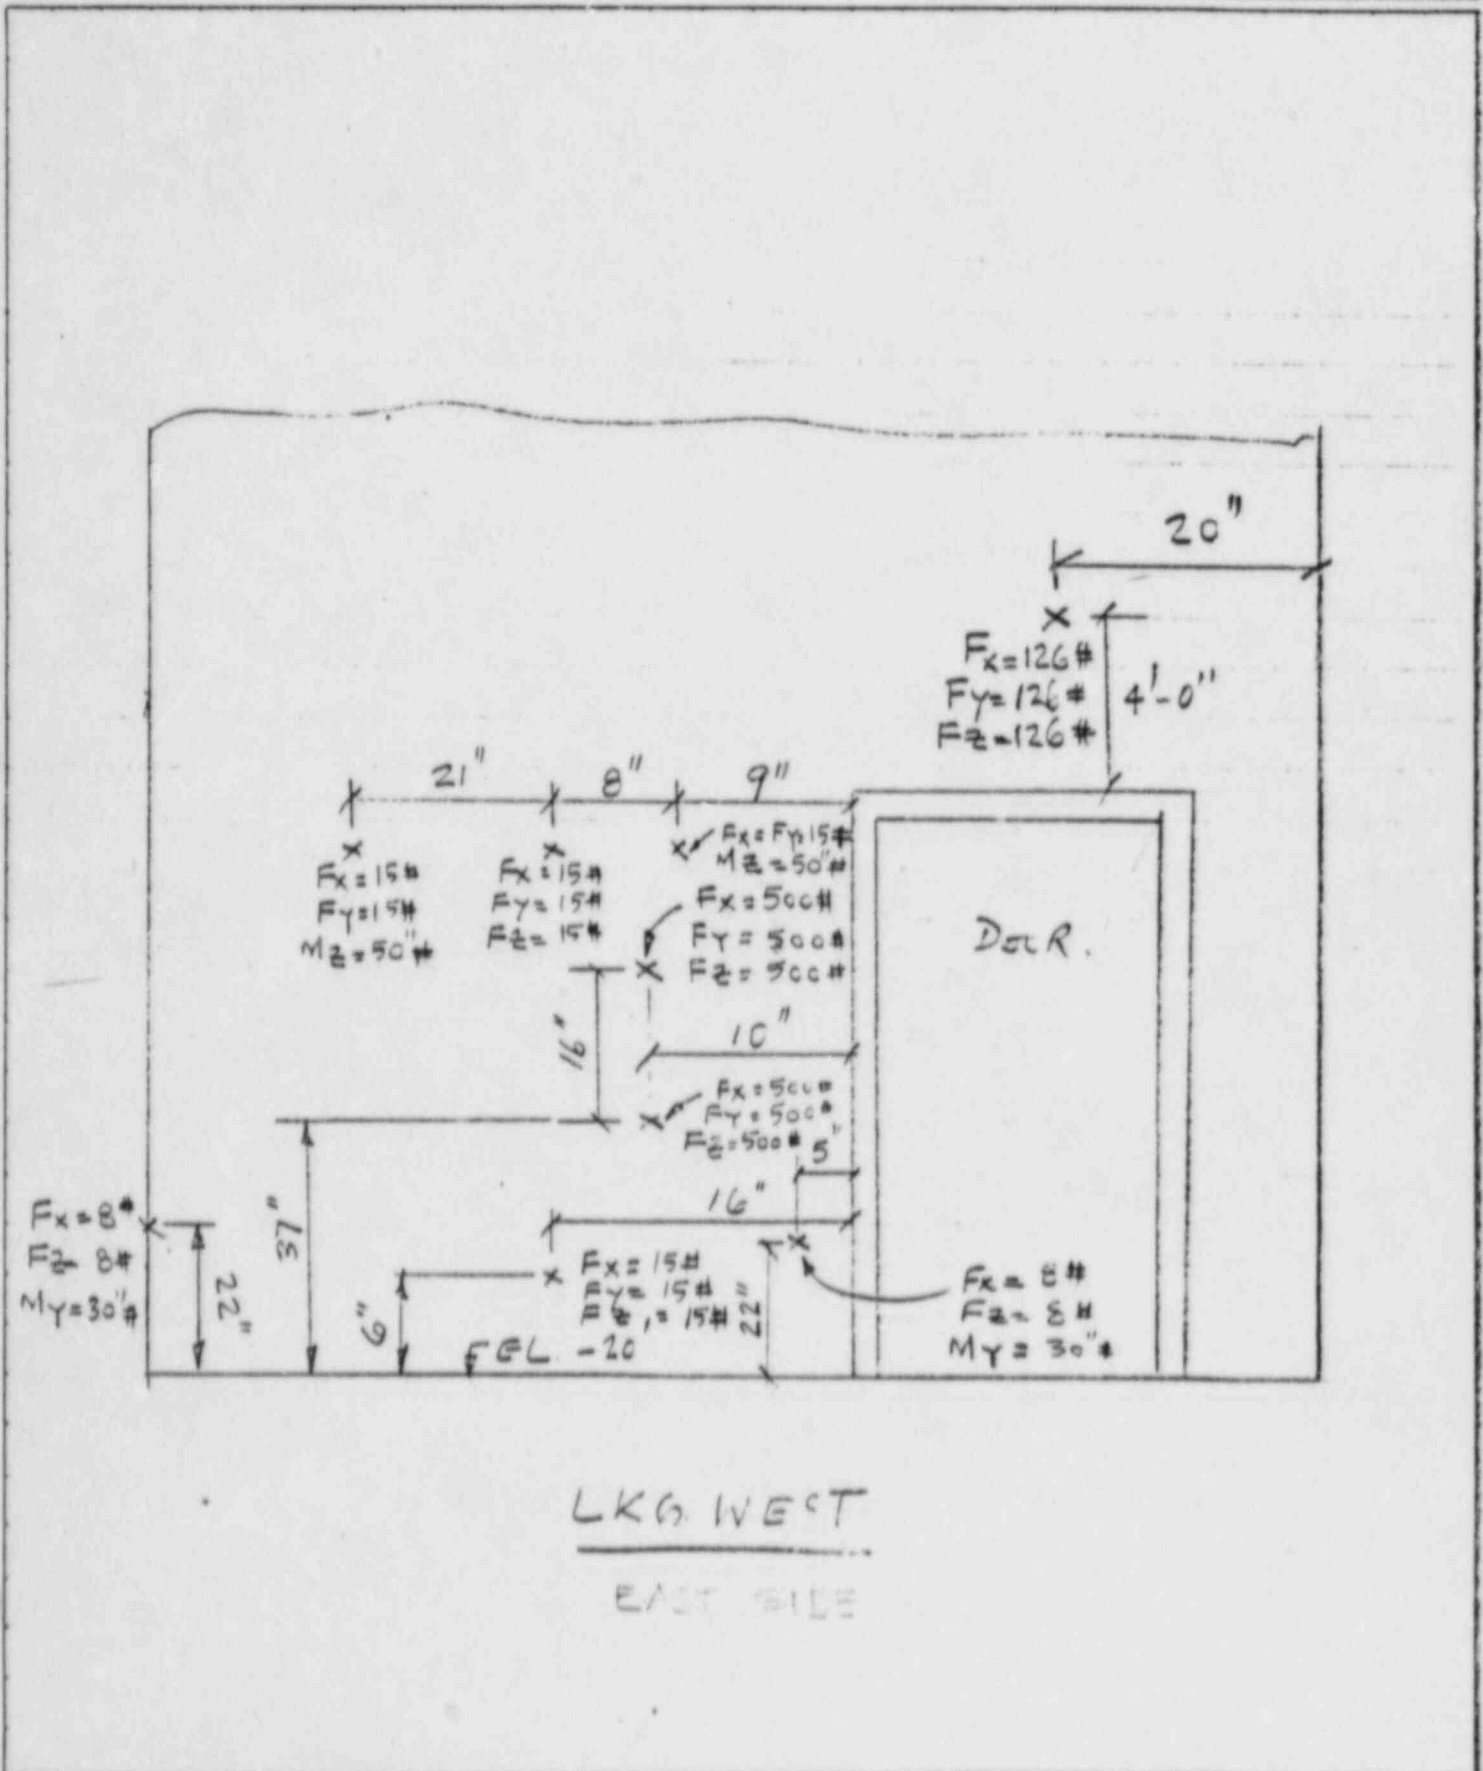 20"
Fx=126#
Fy=126#
Fz=126#
4'-0"
21"
8"
9"
Fx=15#
Fy=15#
Mz=50"#
Fx=15#
Fy=15#
Fz=15#
Fx=Fy=15#
Mz=50"#
Fx=500#
Fy=500#
Fz=500#
DOOR.
16"
10"
Fx=500#
Fy=500#
Fz=500#
5"
16"
Fx=8#
Fz=8#
My=30"#
22"
37"
Fx=15#
Fy=15#
Fz=15#
22"
Fx=8#
Fz=8#
My=30"#
EL -20
LKG WEST
EAST SIDE